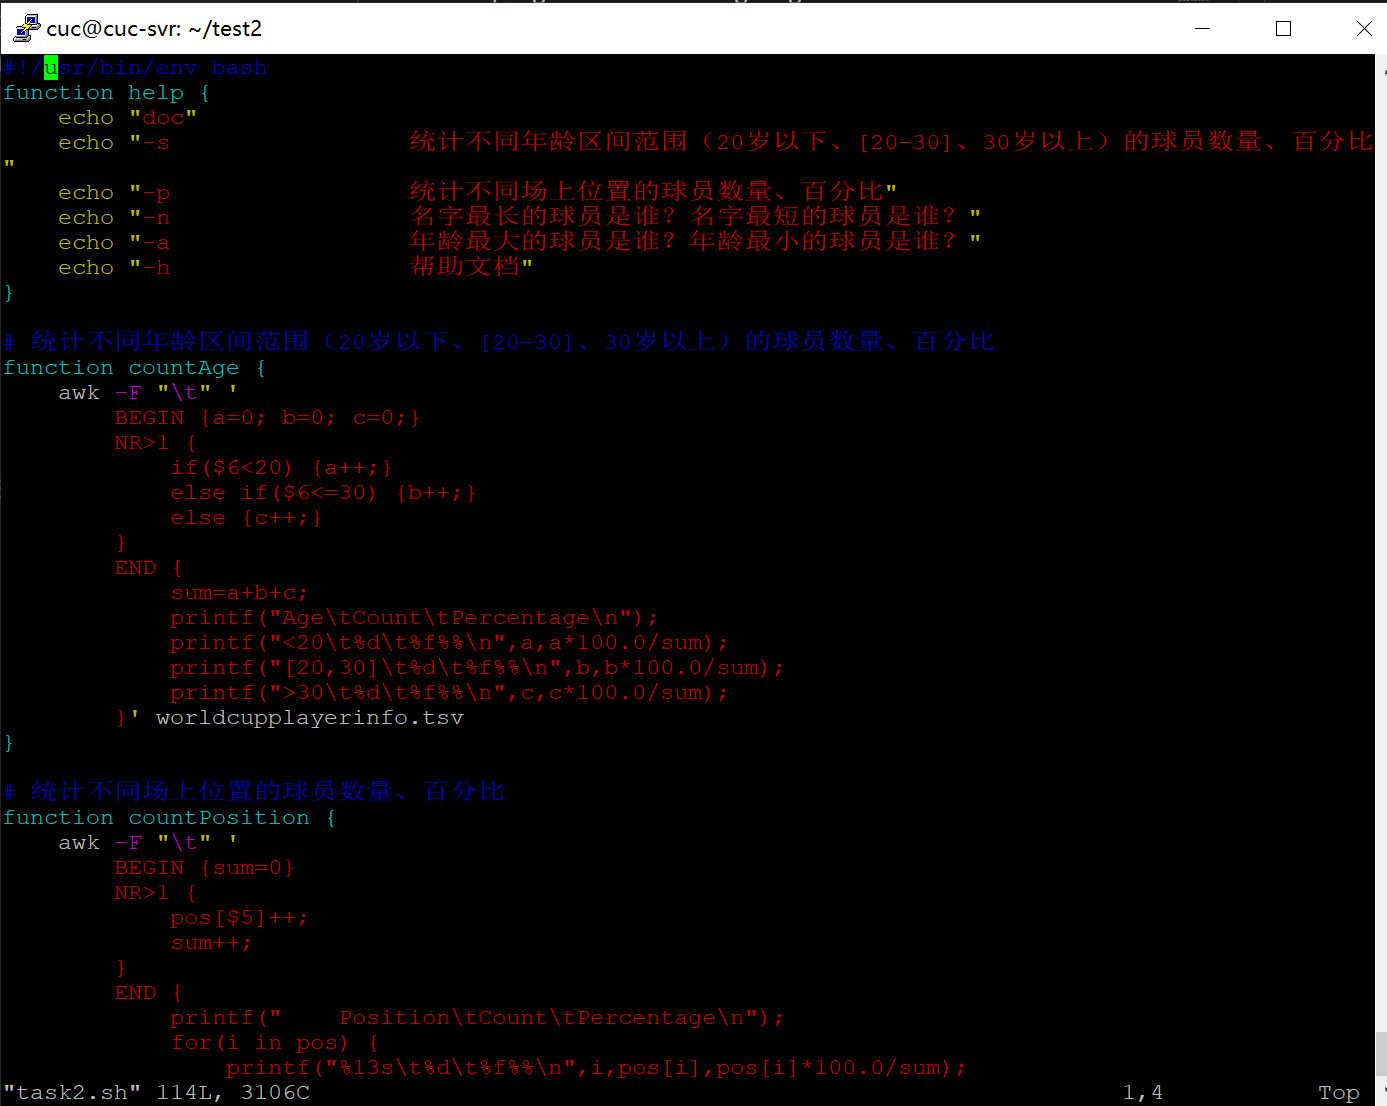 cuc@cuc-svr: ~/test2
#!/usr/bin/env bash
function help {
    echo "doc"
    echo "-s                 统计不同年龄区间范围（20岁以下、[20-30]、30岁以上）的球员数量、百分比
"
    echo "-p                 统计不同场上位置的球员数量、百分比"
    echo "-n                 名字最长的球员是谁？名字最短的球员是谁？"
    echo "-a                 年龄最大的球员是谁？年龄最小的球员是谁？"
    echo "-h                 帮助文档"
}

# 统计不同年龄区间范围（20岁以下、[20-30]、30岁以上）的球员数量、百分比
function countAge {
    awk -F "\t" '
        BEGIN {a=0; b=0; c=0;}
        NR>1 {
            if($6<20) {a++;}
            else if($6<=30) {b++;}
            else {c++;}
        }
        END {
            sum=a+b+c;
            printf("Age\tCount\tPercentage\n");
            printf("<20\t%d\t%f%%\n",a,a*100.0/sum);
            printf("[20,30]\t%d\t%f%%\n",b,b*100.0/sum);
            printf(">30\t%d\t%f%%\n",c,c*100.0/sum);
        }' worldcupplayerinfo.tsv
}

# 统计不同场上位置的球员数量、百分比
function countPosition {
    awk -F "\t" '
        BEGIN {sum=0}
        NR>1 {
            pos[$5]++;
            sum++;
        }
        END {
            printf("    Position\tCount\tPercentage\n");
            for(i in pos) {
                printf("%13s\t%d\t%f%%\n",i,pos[i],pos[i]*100.0/sum);
"task2.sh" 114L, 3106C                                        1,4           Top